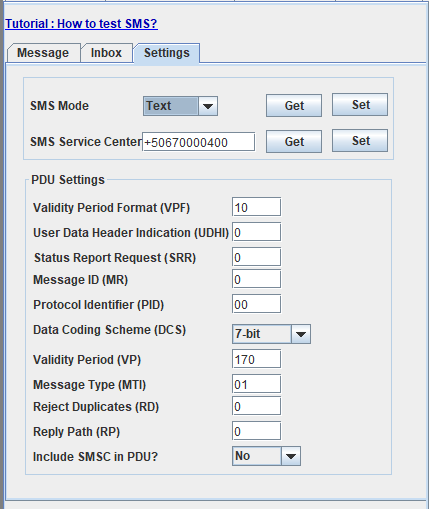 Tutorial : How to test SMS?
Message Inbox Settings
SMS Mode Text Get Set
SMS Service Center +50670000400 Get Set
PDU Settings
Validity Period Format (VPF) 10
User Data Header Indication (UDHI) 0
Status Report Request (SRR) 0
Message ID (MR) 0
Protocol Identifier (PID) 00
Data Coding Scheme (DCS) 7-bit
Validity Period (VP) 170
Message Type (MTI) 01
Reject Duplicates (RD) 0
Reply Path (RP) 0
Include SMSC in PDU? No